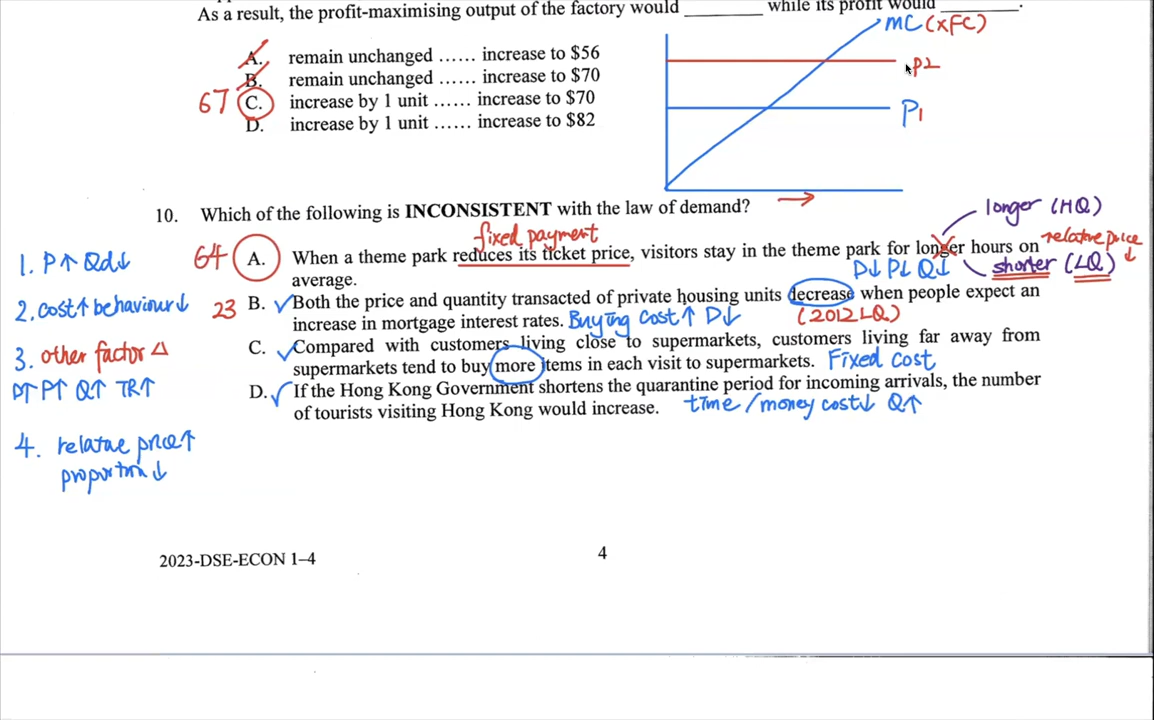 As a result, the profit-maximising output of the factory would ________ while its profit would ________.
MC (XFC)
A. remain unchanged ...... increase to $56
B. remain unchanged ...... increase to $70
67 C. increase by 1 unit ...... increase to $70
D. increase by 1 unit ...... increase to $82
P2
P1
10. Which of the following is INCONSISTENT with the law of demand?
longer (HQ)
fixed payment
relative price ↓
64 A. When a theme park reduces its ticket price, visitors stay in the theme park for longer hours on
average.
D↓ P↓ Q↓
shorter (LQ)
1. P↑ Qd↓
2. cost↑ behaviour↓
3. other factor Δ
D↑ P↑ Q↑ TR↑
4. relatue price↑
proportion↓
23 B. Both the price and quantity transacted of private housing units decrease when people expect an
increase in mortgage interest rates. Buying cost↑ D↓ (2012 LQ)
C. Compared with customers living close to supermarkets, customers living far away from
supermarkets tend to buy more items in each visit to supermarkets. Fixed cost
D. If the Hong Kong Government shortens the quarantine period for incoming arrivals, the number
of tourists visiting Hong Kong would increase. time/money cost↓ Q↑
2023-DSE-ECON 1–4
4